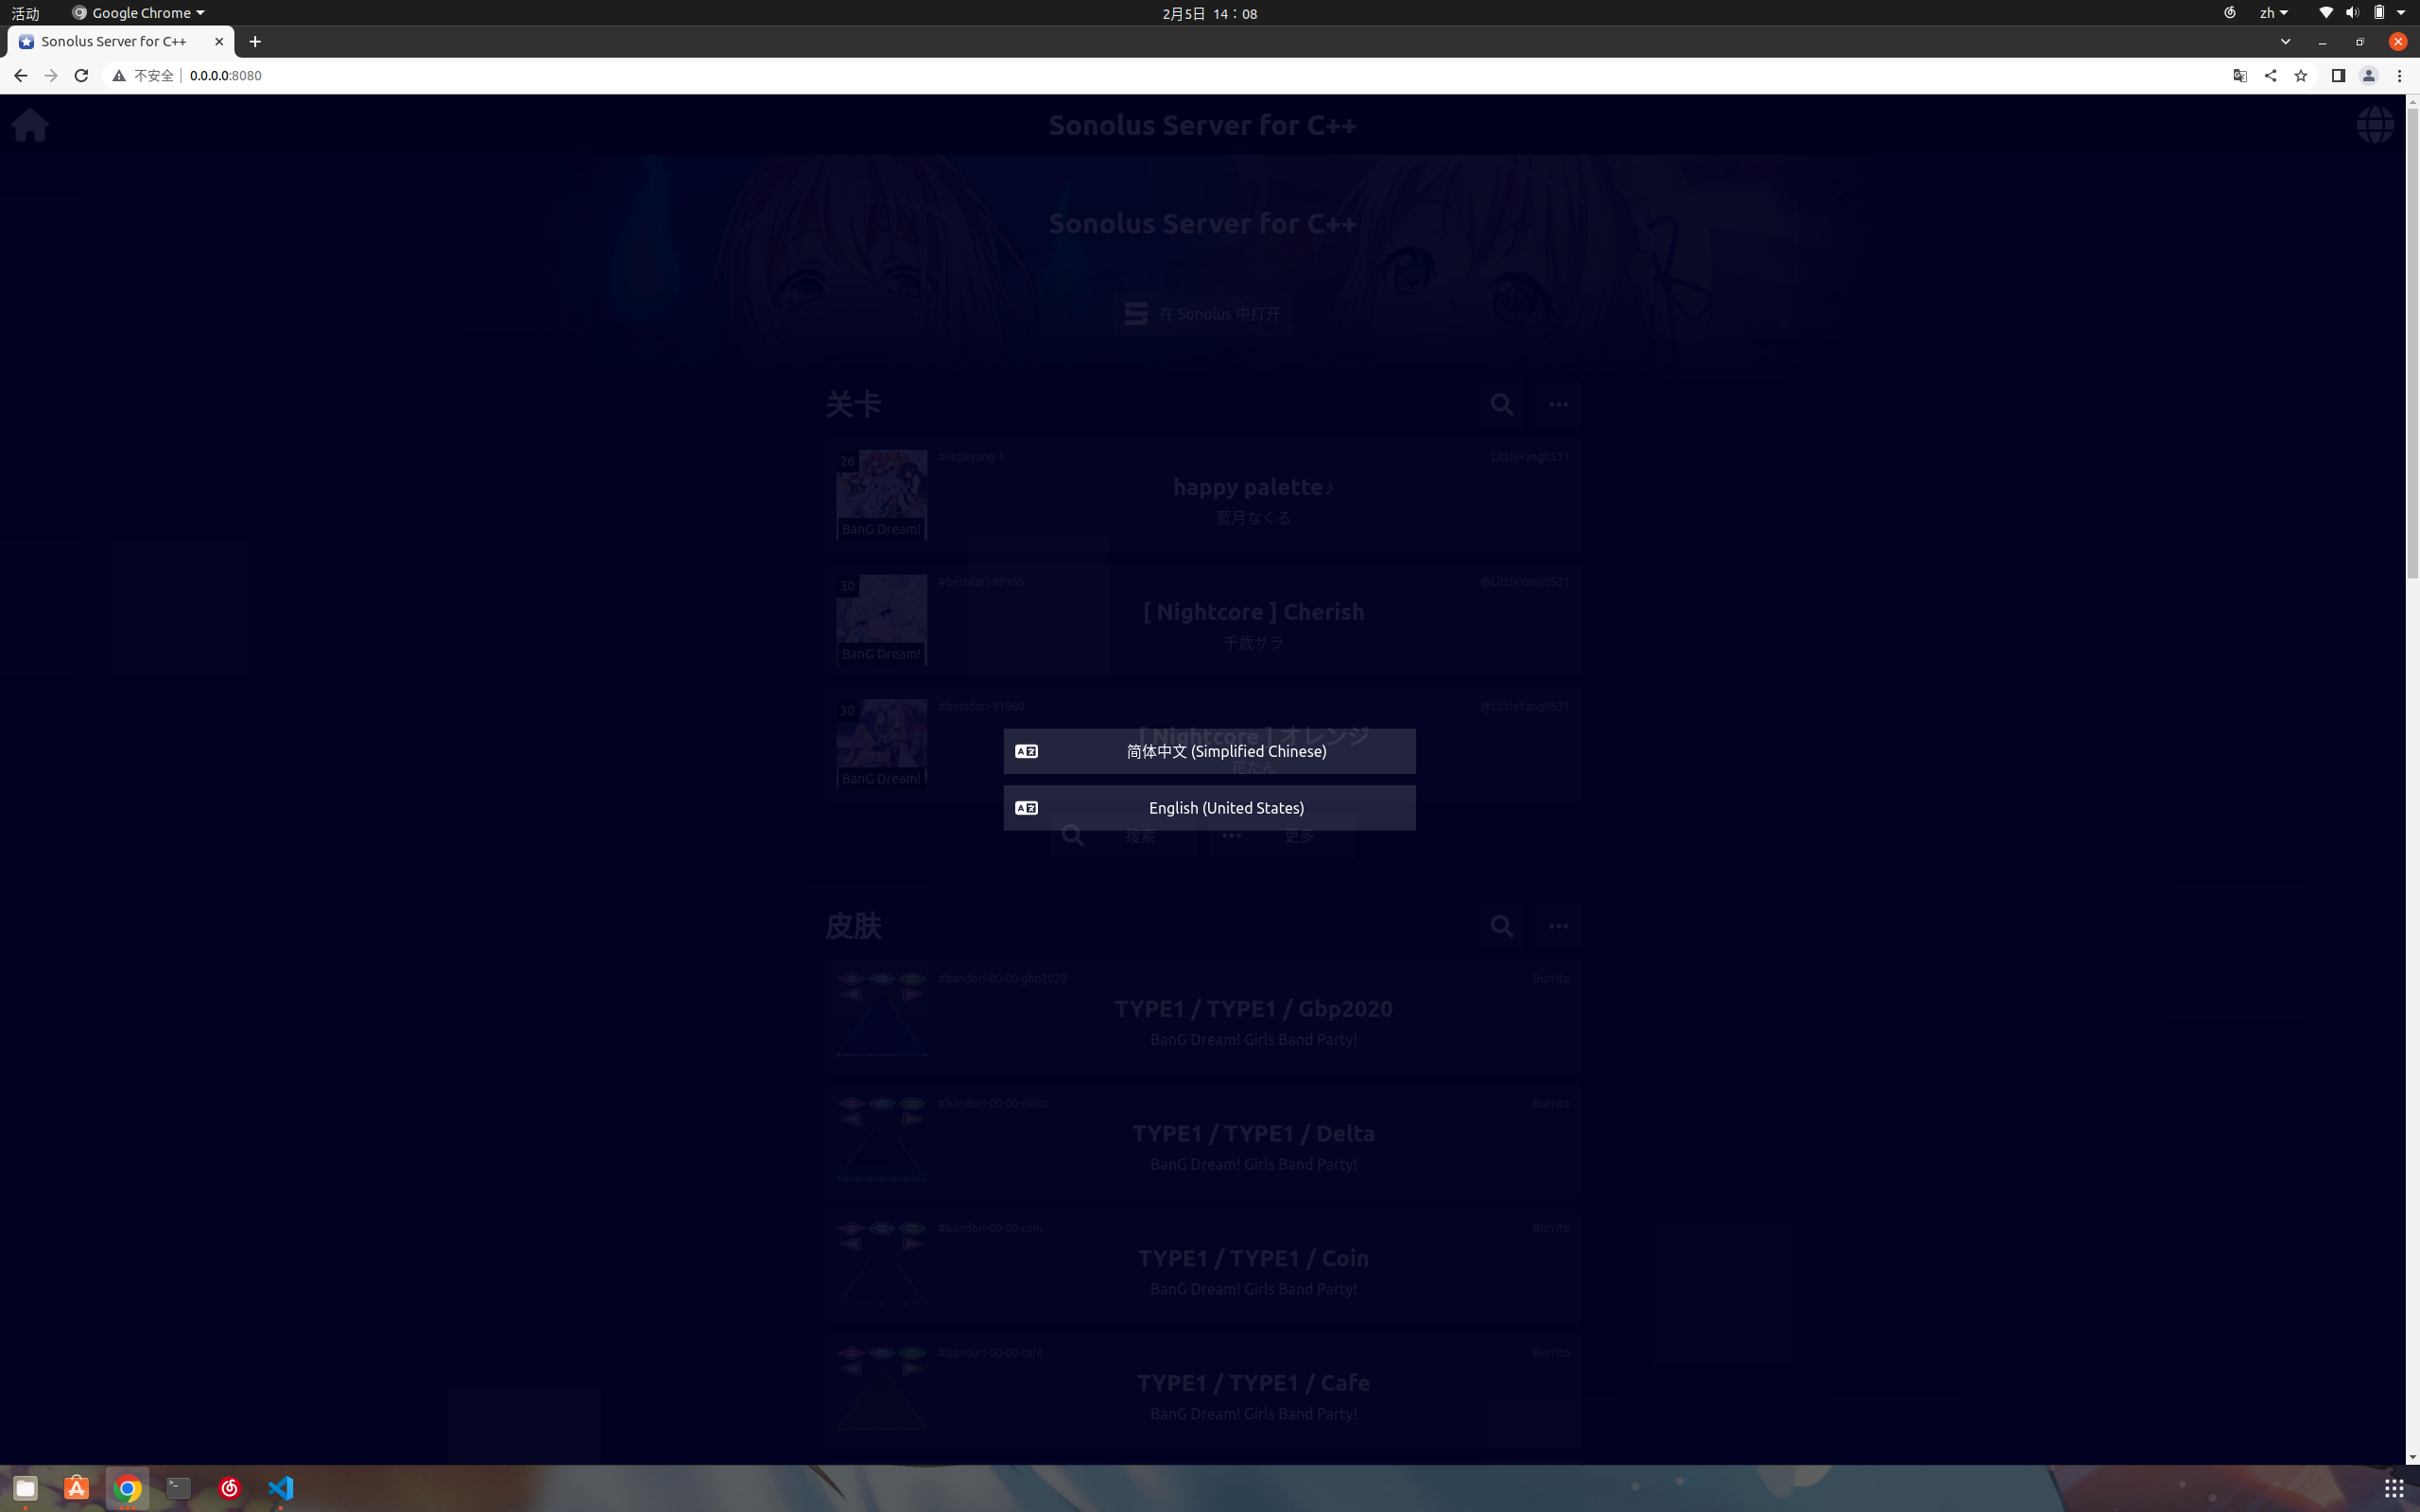 活动
Google Chrome
2月5日 14：08
zh
Sonolus Server for C++
不安全
0.0.0.0:8080
Sonolus Server for C++
Sonolus Server for C++
在 Sonolus 中打开
关卡
26
#littleyang-1
LittleYang0531
happy palette♪
藍月なくる
BanG Dream!
30
#bestdori-89965
@LittleYang0531
[ Nightcore ] Cherish
千歳サラ
BanG Dream!
30
#bestdori-91080
@LittleYang0531
[ Nightcore ] オレンジ
花たん
BanG Dream!
简体中文 (Simplified Chinese)
English (United States)
搜索
更多
皮肤
#bandori-00-00-gbp2020
Burrito
TYPE1 / TYPE1 / Gbp2020
BanG Dream! Girls Band Party!
#bandori-00-00-delta
Burrito
TYPE1 / TYPE1 / Delta
BanG Dream! Girls Band Party!
#bandori-00-00-coin
Burrito
TYPE1 / TYPE1 / Coin
BanG Dream! Girls Band Party!
#bandori-00-00-cafe
Burrito
TYPE1 / TYPE1 / Cafe
BanG Dream! Girls Band Party!